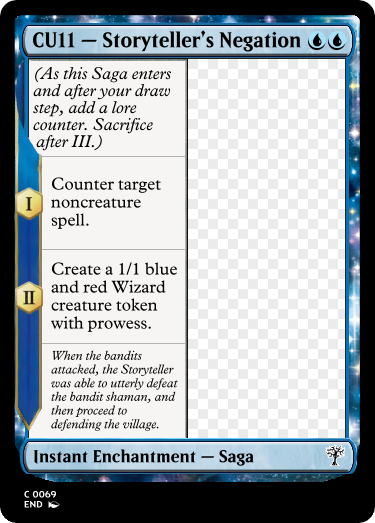 CU11 — Storyteller's Negation
(As this Saga enters
and after your draw
step, add a lore
counter. Sacrifice
after III.)
I
Counter target
noncreature
spell.
II
Create a 1/1 blue
and red Wizard
creature token
with prowess.
When the bandits
attacked, the Storyteller
was able to utterly defeat
the bandit shaman, and
then proceed to
defending the village.
Instant Enchantment — Saga
C 0069
END